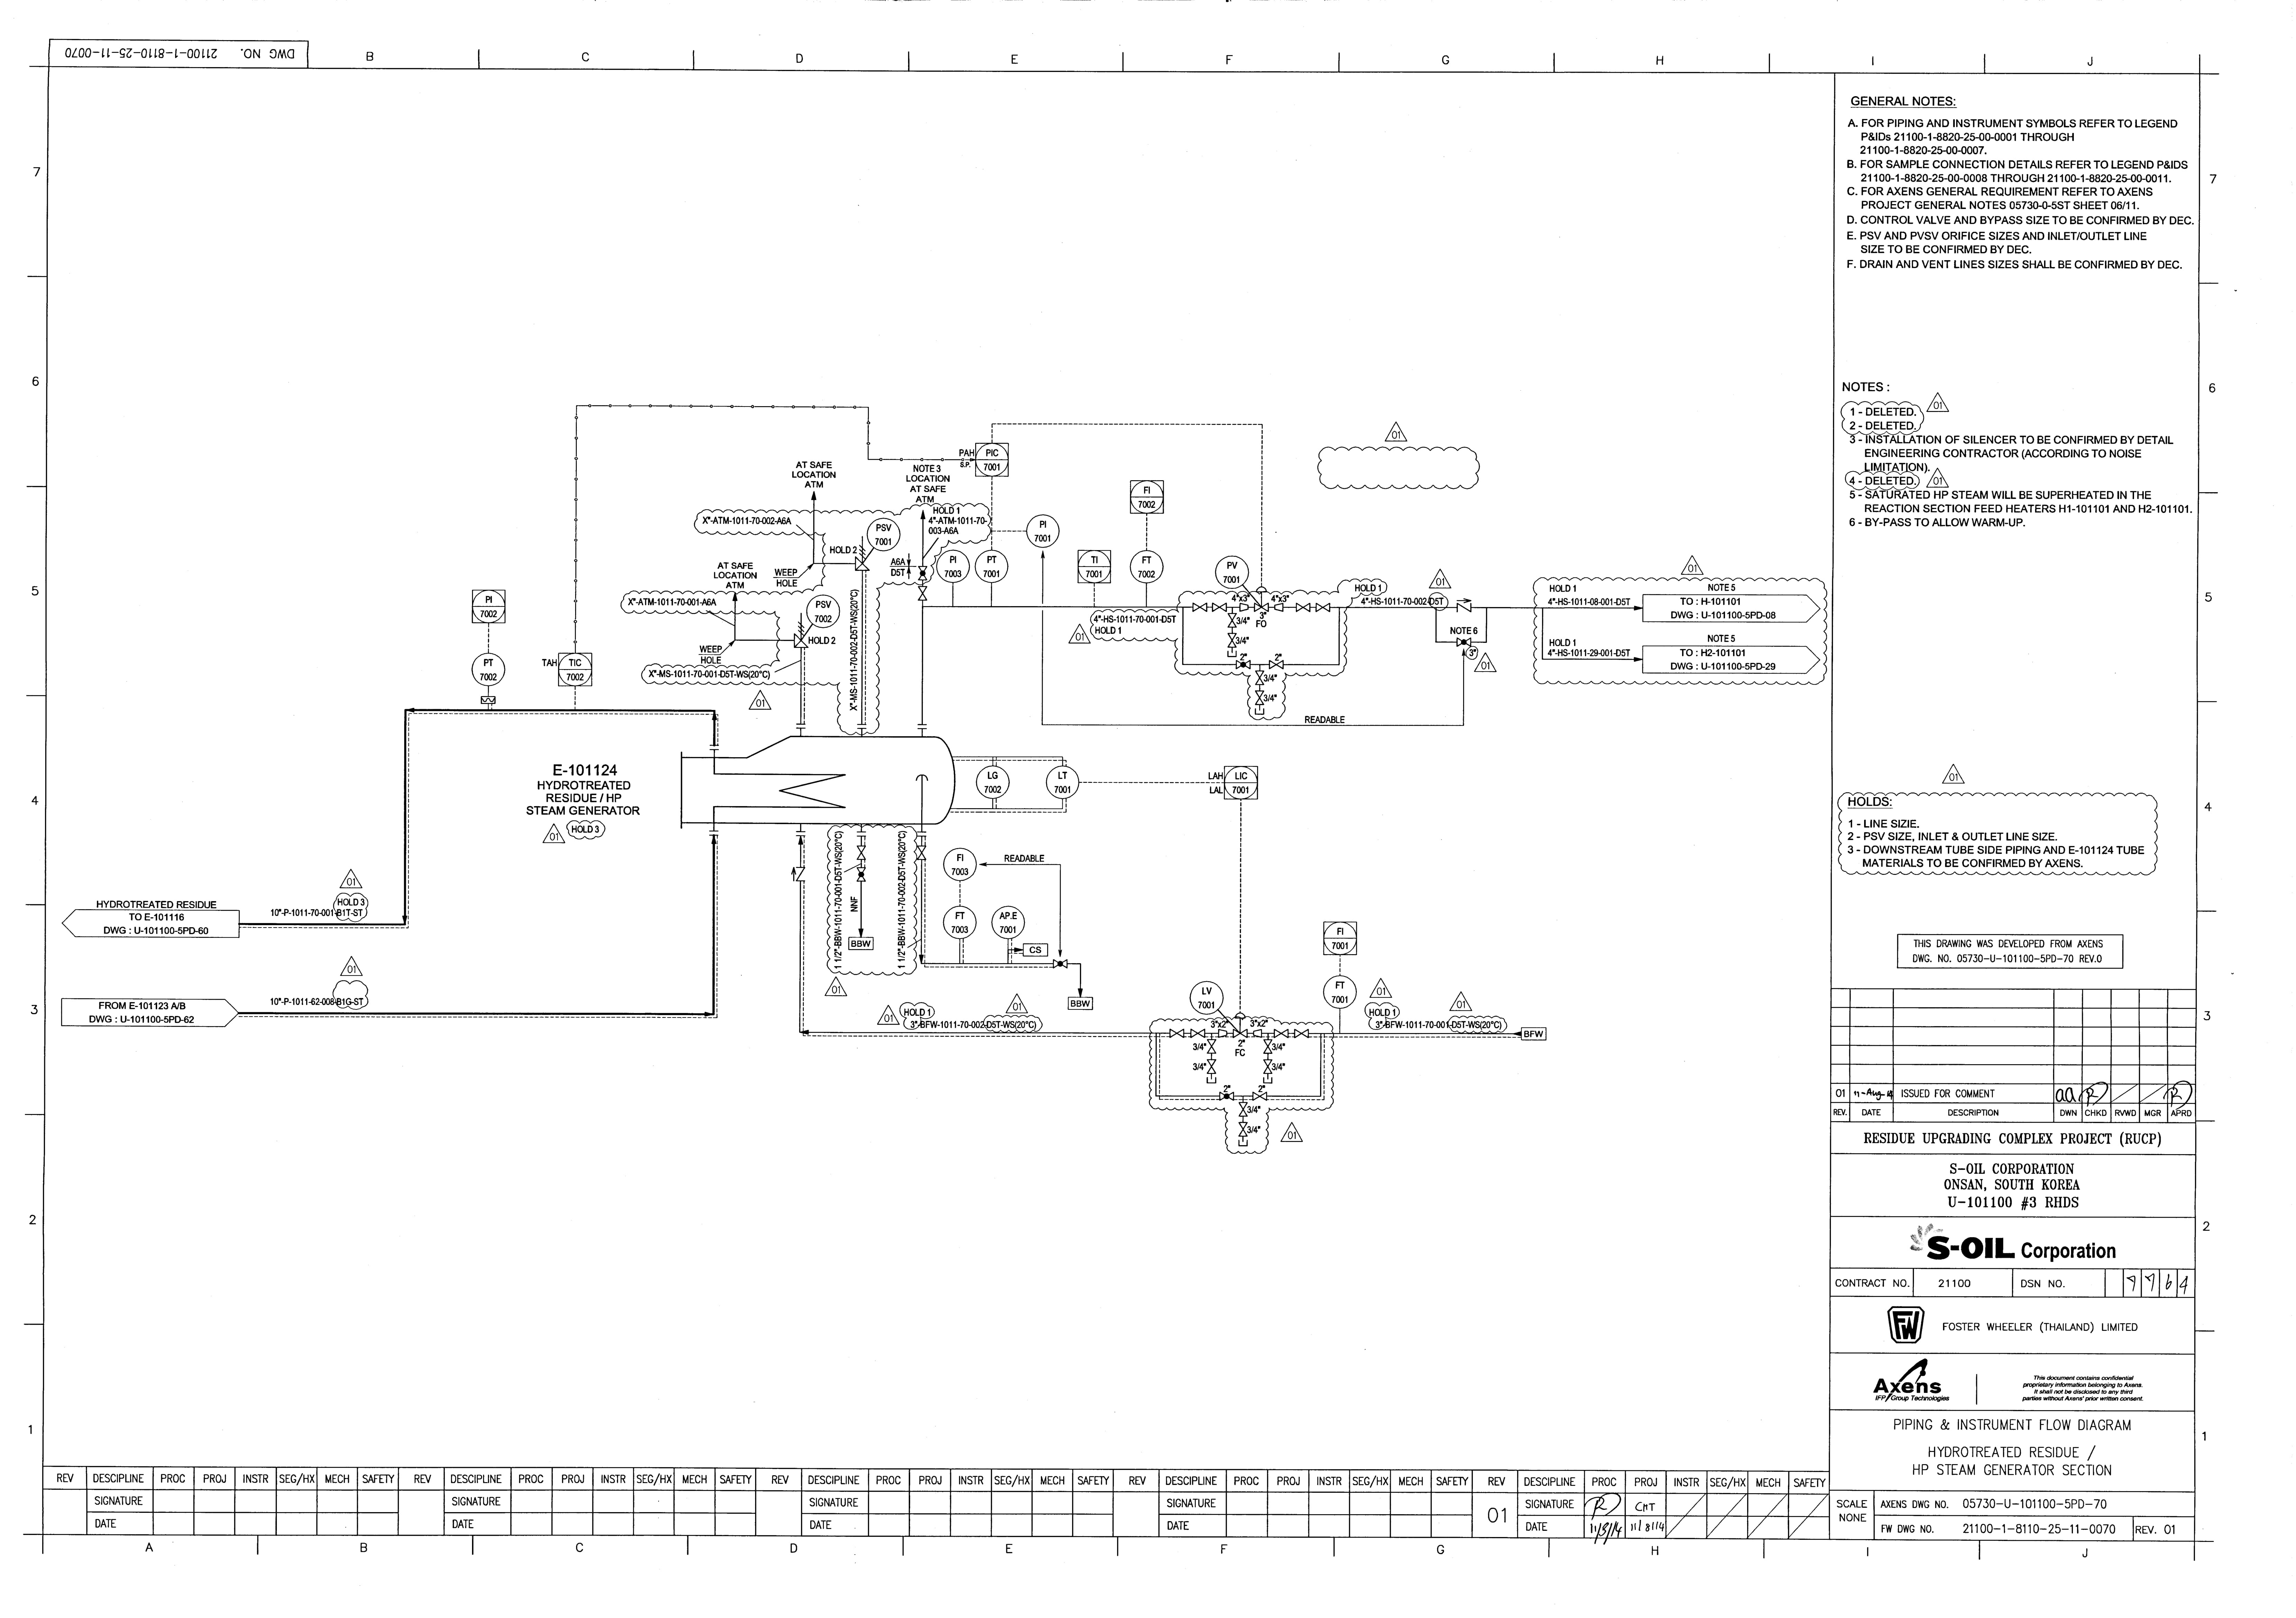 DWG NO. 21100-1-8110-25-11-0070
B
C
D
E
F
G
H
I
J
7
6
5
4
3
2
1
GENERAL NOTES:
A. FOR PIPING AND INSTRUMENT SYMBOLS REFER TO LEGEND
P&IDs 21100-1-8820-25-00-0001 THROUGH
21100-1-8820-25-00-0007.
B. FOR SAMPLE CONNECTION DETAILS REFER TO LEGEND P&IDS
21100-1-8820-25-00-0008 THROUGH 21100-1-8820-25-00-0011.
C. FOR AXENS GENERAL REQUIREMENT REFER TO AXENS
PROJECT GENERAL NOTES 05730-0-5ST SHEET 06/11.
D. CONTROL VALVE AND BYPASS SIZE TO BE CONFIRMED BY DEC.
E. PSV AND PVSV ORIFICE SIZES AND INLET/OUTLET LINE
SIZE TO BE CONFIRMED BY DEC.
F. DRAIN AND VENT LINES SIZES SHALL BE CONFIRMED BY DEC.
7
6
5
4
3
2
1
NOTES :
1 - DELETED.
01
2 - DELETED.
3 - INSTALLATION OF SILENCER TO BE CONFIRMED BY DETAIL
ENGINEERING CONTRACTOR (ACCORDING TO NOISE
LIMITATION).
4 - DELETED.
01
5 - SATURATED HP STEAM WILL BE SUPERHEATED IN THE
REACTION SECTION FEED HEATERS H1-101101 AND H2-101101.
6 - BY-PASS TO ALLOW WARM-UP.
01
HOLDS:
1 - LINE SIZIE.
2 - PSV SIZE, INLET & OUTLET LINE SIZE.
3 - DOWNSTREAM TUBE SIDE PIPING AND E-101124 TUBE
MATERIALS TO BE CONFIRMED BY AXENS.
THIS DRAWING WAS DEVELOPED FROM AXENS
DWG. NO. 05730-U-101100-5PD-70 REV.0
PAH
S.P.
PIC
7001
01
AT SAFE
LOCATION
ATM
NOTE 3
LOCATION
AT SAFE
ATM
HOLD 1
4"-ATM-1011-70-
003-A6A
X"-ATM-1011-70-002-A6A
PSV
7001
HOLD 2
A6A
D5T
WEEP
HOLE
AT SAFE
LOCATION
ATM
X"-ATM-1011-70-001-A6A
PSV
7002
HOLD 2
WEEP
HOLE
X"-MS-1011-70-001-D5T-WS(20°C)
X"-MS-1011-70-002-D5T-WS(20°C)
01
PI
7002
PT
7002
TAH
TIC
7002
PI
7003
PT
7001
PI
7001
TI
7001
FI
7002
FT
7002
PV
7001
4"x3"
4"x3"
3"
FO
3/4"
3/4"
2"
2"
3/4"
3/4"
4"-HS-1011-70-001-D5T
HOLD 1
01
HOLD 1
4"-HS-1011-70-002-D5T
01
NOTE 6
3"
01
READABLE
01
HOLD 1
4"-HS-1011-08-001-D5T
NOTE 5
TO : H-101101
DWG : U-101100-5PD-08
HOLD 1
4"-HS-1011-29-001-D5T
NOTE 5
TO : H2-101101
DWG : U-101100-5PD-29
E-101124
HYDROTREATED
RESIDUE / HP
STEAM GENERATOR
01
HOLD 3
LG
7002
LT
7001
LAH
LAL
LIC
7001
1 1/2"-BBW-1011-70-001-D5T-WS(20°C)
NNF
BBW
1 1/2"-BBW-1011-70-002-D5T-WS(20°C)
01
FI
7003
READABLE
FT
7003
AP.E
7001
CS
BBW
HYDROTREATED RESIDUE
TO E-101116
DWG : U-101100-5PD-60
01
HOLD 3
10"-P-1011-70-001-B1T-ST
FROM E-101123 A/B
DWG : U-101100-5PD-62
01
10"-P-1011-62-008-B1G-ST
01
HOLD 1
3"-BFW-1011-70-002-D5T-WS(20°C)
01
LV
7001
3"x2"
3"x2"
2"
FC
3/4"
3/4"
3/4"
3/4"
2"
2"
3/4"
3/4"
01
FI
7001
FT
7001
01
HOLD 1
3"-BFW-1011-70-001-D5T-WS(20°C)
01
BFW
01 11-Aug-14 ISSUED FOR COMMENT
REV. DATE DESCRIPTION DWN CHKD RVWD MGR APRD
RESIDUE UPGRADING COMPLEX PROJECT (RUCP)
S-OIL CORPORATION
ONSAN, SOUTH KOREA
U-101100 #3 RHDS
S-OIL Corporation
CONTRACT NO. 21100 DSN NO. 7 7 6 4
FW FOSTER WHEELER (THAILAND) LIMITED
Axens
IFP Group Technologies
This document contains confidential
proprietary information belonging to Axens.
It shall not be disclosed to any third
parties without Axens' prior written consent.
PIPING & INSTRUMENT FLOW DIAGRAM
HYDROTREATED RESIDUE /
HP STEAM GENERATOR SECTION
SCALE
NONE
AXENS DWG NO. 05730-U-101100-5PD-70
FW DWG NO. 21100-1-8110-25-11-0070 REV. 01
REV DESCIPLINE PROC PROJ INSTR SEG/HX MECH SAFETY REV DESCIPLINE PROC PROJ INSTR SEG/HX MECH SAFETY REV DESCIPLINE PROC PROJ INSTR SEG/HX MECH SAFETY REV DESCIPLINE PROC PROJ INSTR SEG/HX MECH SAFETY REV DESCIPLINE PROC PROJ INSTR SEG/HX MECH SAFETY
SIGNATURE SIGNATURE SIGNATURE SIGNATURE 01 SIGNATURE CMT
DATE DATE DATE DATE DATE 11/8/14 11/8/14
A
B
C
D
E
F
G
H
I
J